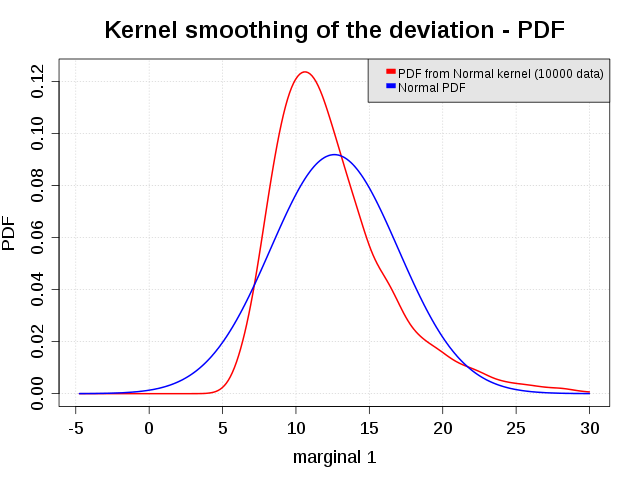 Kernel smoothing of the deviation - PDF
PDF from Normal kernel (10000 data)
Normal PDF
PDF
0.12
0.10
0.08
0.06
0.04
0.02
0.00
-5 0 5 10 15 20 25 30
marginal 1